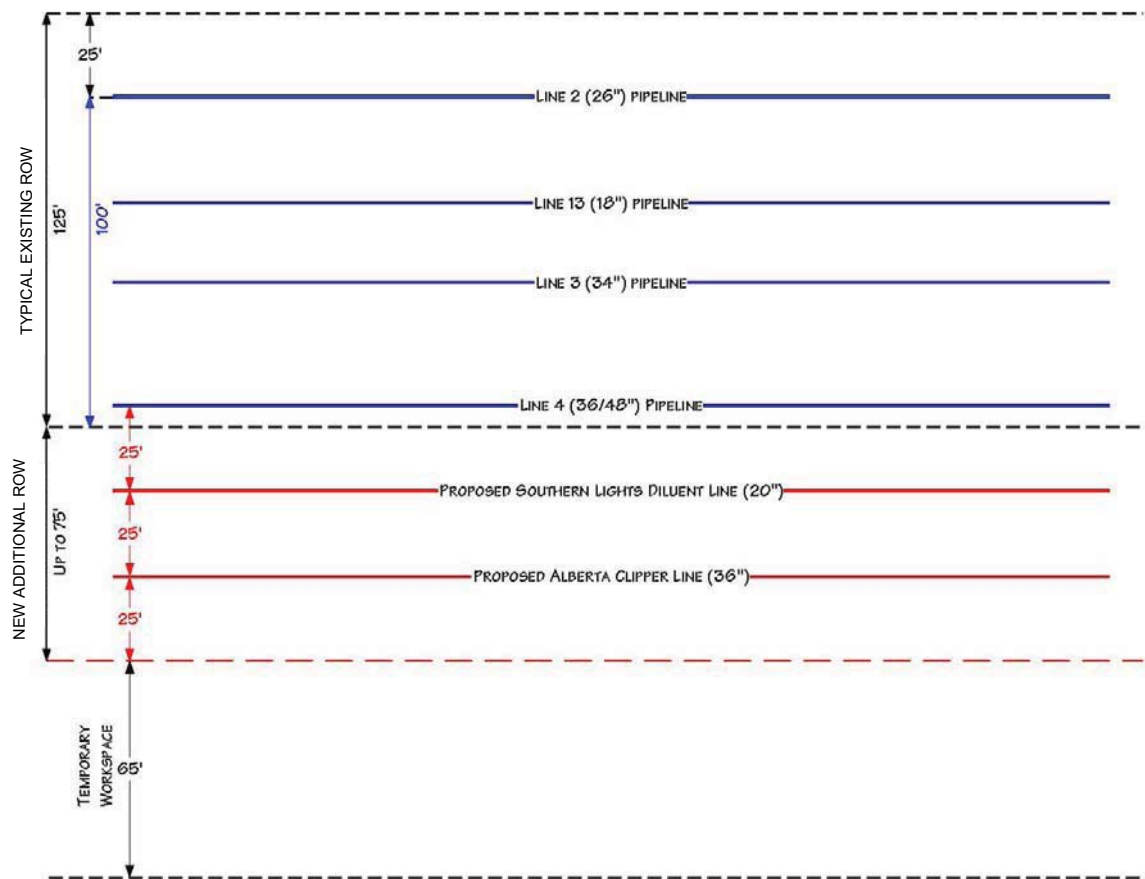 25'
LINE 2 (26") PIPELINE
TYPICAL EXISTING ROW
125'
100'
LINE 13 (18") PIPELINE
LINE 3 (34") PIPELINE
LINE 4 (36/48") PIPELINE
NEW ADDITIONAL ROW
UP TO 75'
25'
PROPOSED SOUTHERN LIGHTS DILUENT LINE (20")
25'
PROPOSED ALBERTA CLIPPER LINE (36")
25'
TEMPORARY
WORKSPACE
65'